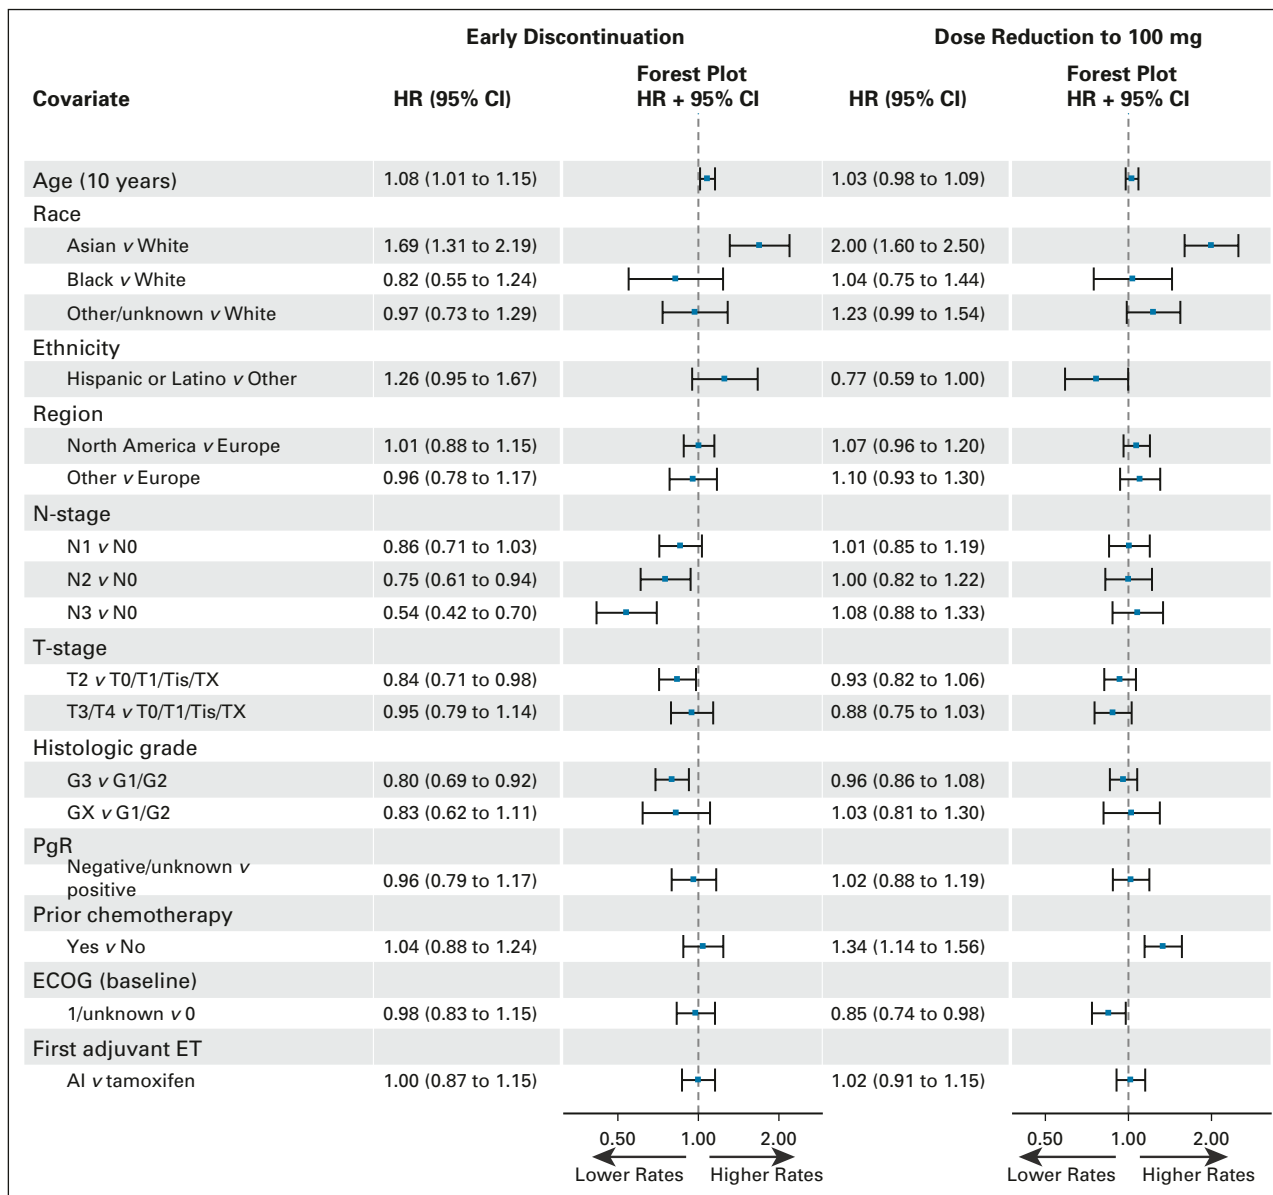 Early Discontinuation Dose Reduction to 100 mg
Forest Plot Forest Plot
Covariate HR (95% CI) HR + 95% CI HR (95% CI) HR + 95% CI
Age (10 years) 1.08 (1.01 to 1.15) 1.03 (0.98 to 1.09)
Race
Asian v White 1.69 (1.31 to 2.19) 2.00 (1.60 to 2.50)
Black v White 0.82 (0.55 to 1.24) 1.04 (0.75 to 1.44)
Other/unknown v White 0.97 (0.73 to 1.29) 1.23 (0.99 to 1.54)
Ethnicity
Hispanic or Latino v Other 1.26 (0.95 to 1.67) 0.77 (0.59 to 1.00)
Region
North America v Europe 1.01 (0.88 to 1.15) 1.07 (0.96 to 1.20)
Other v Europe 0.96 (0.78 to 1.17) 1.10 (0.93 to 1.30)
N-stage
N1 v N0 0.86 (0.71 to 1.03) 1.01 (0.85 to 1.19)
N2 v N0 0.75 (0.61 to 0.94) 1.00 (0.82 to 1.22)
N3 v N0 0.54 (0.42 to 0.70) 1.08 (0.88 to 1.33)
T-stage
T2 v T0/T1/Tis/TX 0.84 (0.71 to 0.98) 0.93 (0.82 to 1.06)
T3/T4 v T0/T1/Tis/TX 0.95 (0.79 to 1.14) 0.88 (0.75 to 1.03)
Histologic grade
G3 v G1/G2 0.80 (0.69 to 0.92) 0.96 (0.86 to 1.08)
GX v G1/G2 0.83 (0.62 to 1.11) 1.03 (0.81 to 1.30)
PgR
Negative/unknown v
positive 0.96 (0.79 to 1.17) 1.02 (0.88 to 1.19)
Prior chemotherapy
Yes v No 1.04 (0.88 to 1.24) 1.34 (1.14 to 1.56)
ECOG (baseline)
1/unknown v 0 0.98 (0.83 to 1.15) 0.85 (0.74 to 0.98)
First adjuvant ET
AI v tamoxifen 1.00 (0.87 to 1.15) 1.02 (0.91 to 1.15)
0.50 1.00 2.00 0.50 1.00 2.00
Lower Rates Higher Rates Lower Rates Higher Rates